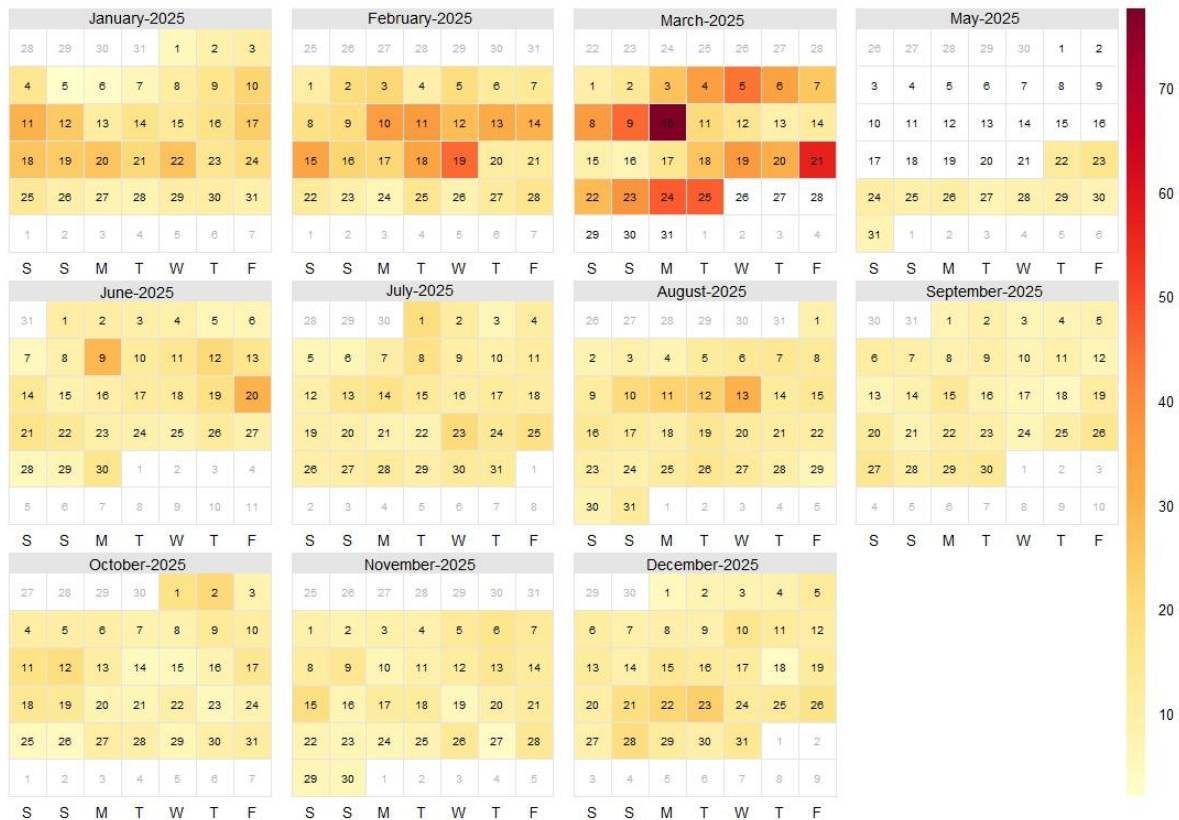 January-2025
28 29 30 31 1 2 3
4 5 6 7 8 9 10
11 12 13 14 15 16 17
18 19 20 21 22 23 24
25 26 27 28 29 30 31
1 2 3 4 5 6 7
S S M T W T F
February-2025
25 26 27 28 29 30 31
1 2 3 4 5 6 7
8 9 10 11 12 13 14
15 16 17 18 19 20 21
22 23 24 25 26 27 28
1 2 3 4 5 6 7
S S M T W T F
March-2025
22 23 24 25 26 27 28
1 2 3 4 5 6 7
8 9 10 11 12 13 14
15 16 17 18 19 20 21
22 23 24 25 26 27 28
29 30 31 1 2 3 4
S S M T W T F
May-2025
26 27 28 29 30 1 2
3 4 5 6 7 8 9
10 11 12 13 14 15 16
17 18 19 20 21 22 23
24 25 26 27 28 29 30
31 1 2 3 4 5 6
S S M T W T F
June-2025
31 1 2 3 4 5 6
7 8 9 10 11 12 13
14 15 16 17 18 19 20
21 22 23 24 25 26 27
28 29 30 1 2 3 4
5 6 7 8 9 10 11
S S M T W T F
July-2025
28 29 30 1 2 3 4
5 6 7 8 9 10 11
12 13 14 15 16 17 18
19 20 21 22 23 24 25
26 27 28 29 30 31 1
2 3 4 5 6 7 8
S S M T W T F
August-2025
26 27 28 29 30 31 1
2 3 4 5 6 7 8
9 10 11 12 13 14 15
16 17 18 19 20 21 22
23 24 25 26 27 28 29
30 31 1 2 3 4 5
S S M T W T F
September-2025
30 31 1 2 3 4 5
6 7 8 9 10 11 12
13 14 15 16 17 18 19
20 21 22 23 24 25 26
27 28 29 30 1 2 3
4 5 6 7 8 9 10
S S M T W T F
October-2025
27 28 29 30 1 2 3
4 5 6 7 8 9 10
11 12 13 14 15 16 17
18 19 20 21 22 23 24
25 26 27 28 29 30 31
1 2 3 4 5 6 7
S S M T W T F
November-2025
25 26 27 28 29 30 31
1 2 3 4 5 6 7
8 9 10 11 12 13 14
15 16 17 18 19 20 21
22 23 24 25 26 27 28
29 30 1 2 3 4 5
S S M T W T F
December-2025
29 30 1 2 3 4 5
6 7 8 9 10 11 12
13 14 15 16 17 18 19
20 21 22 23 24 25 26
27 28 29 30 31 1 2
3 4 5 6 7 8 9
S S M T W T F
70
60
50
40
30
20
10